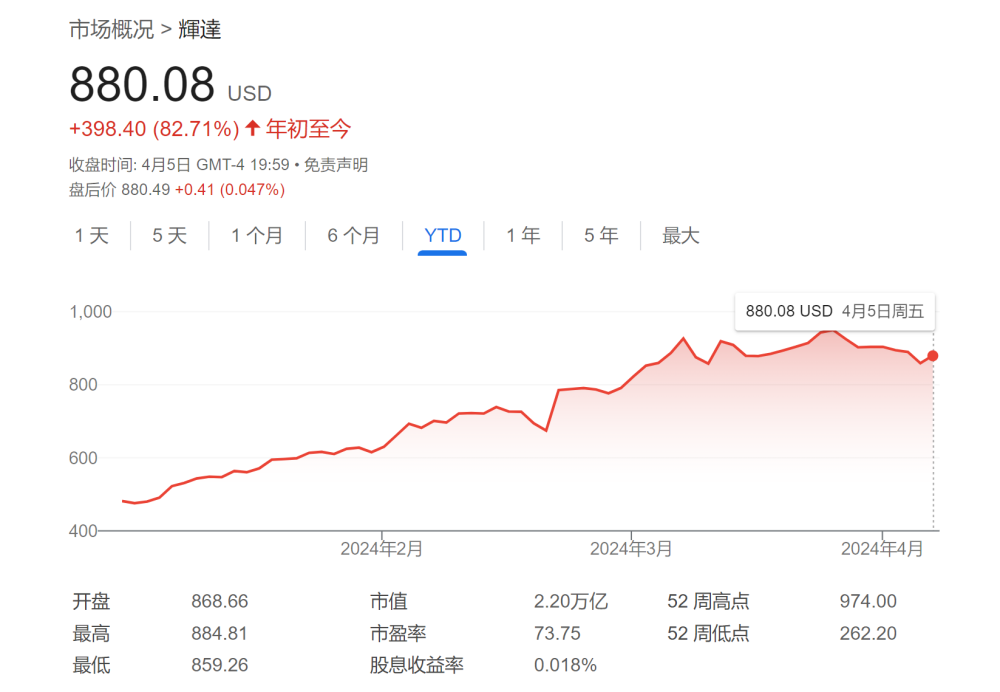 市场概况 > 輝達
880.08 USD
+398.40 (82.71%) ↑ 年初至今
收盘时间: 4月5日 GMT-4 19:59 • 免责声明
盘后价 880.49 +0.41 (0.047%)
1 天 5 天 1 个月 6 个月 YTD 1 年 5 年 最大
880.08 USD 4月5日周五
1,000
800
600
400
2024年2月 2024年3月 2024年4月
开盘 868.66 市值 2.20万亿 52 周高点 974.00
最高 884.81 市盈率 73.75 52 周低点 262.20
最低 859.26 股息收益率 0.018%